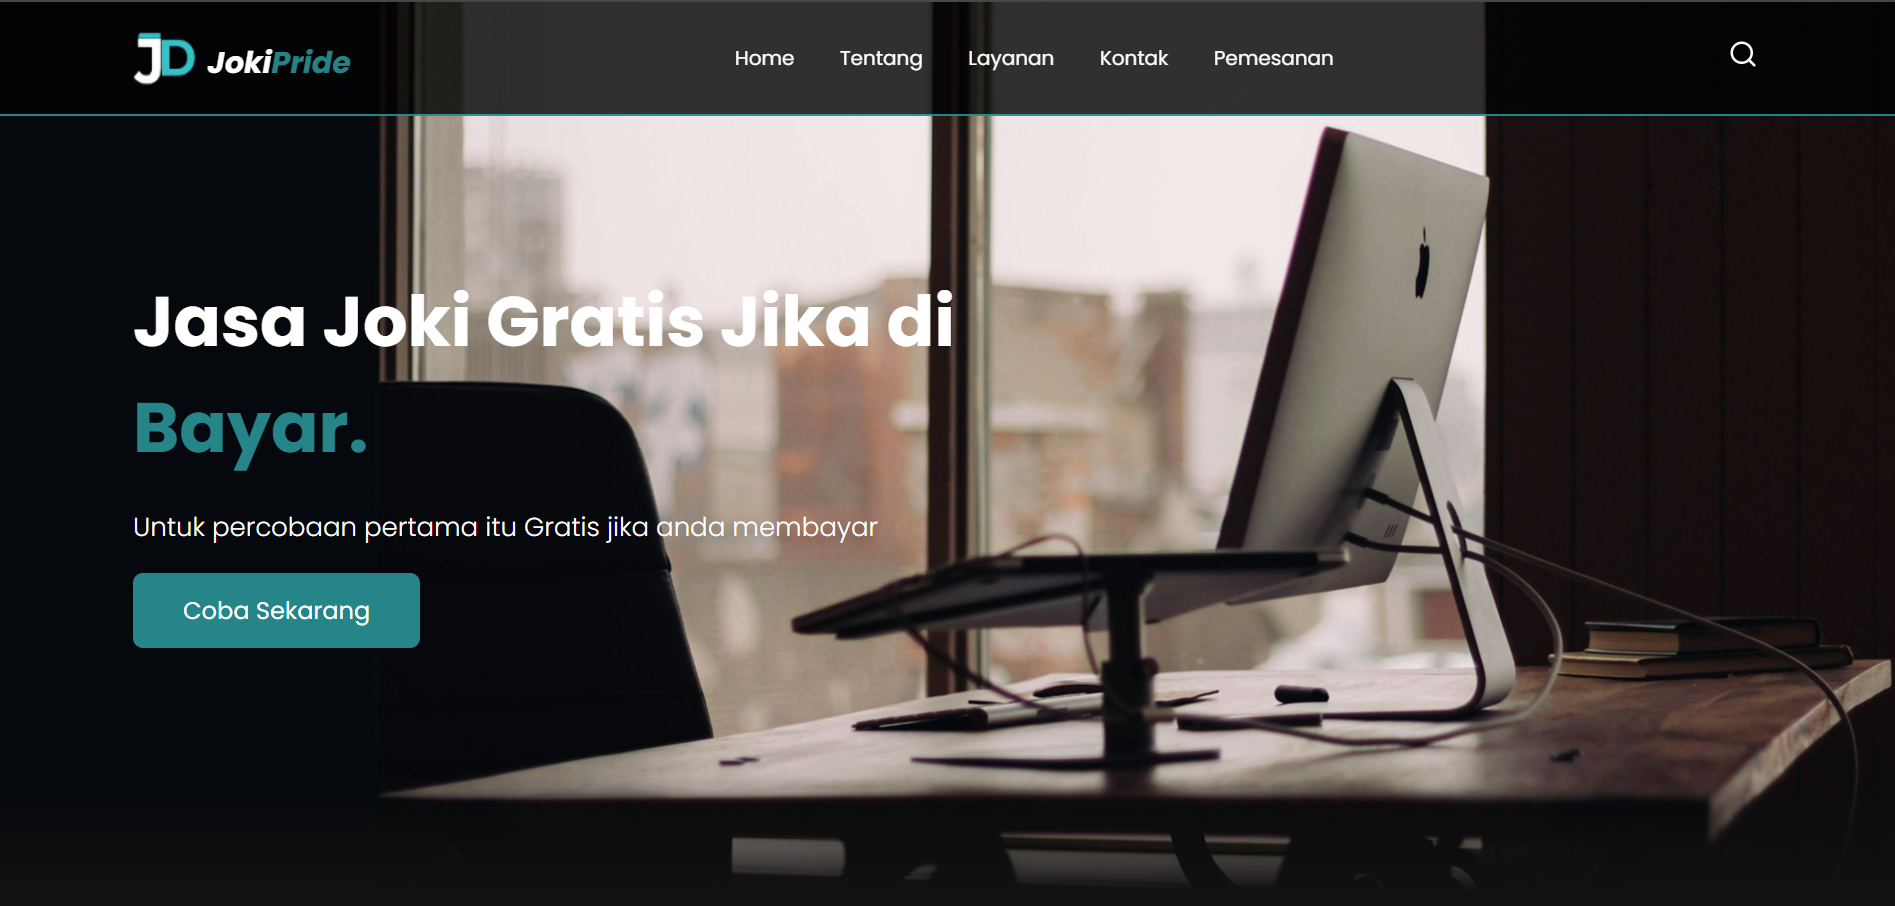 JD JokiPride
Home Tentang Layanan Kontak Pemesanan
Jasa Joki Gratis Jika di
Bayar.
Untuk percobaan pertama itu Gratis jika anda membayar
Coba Sekarang